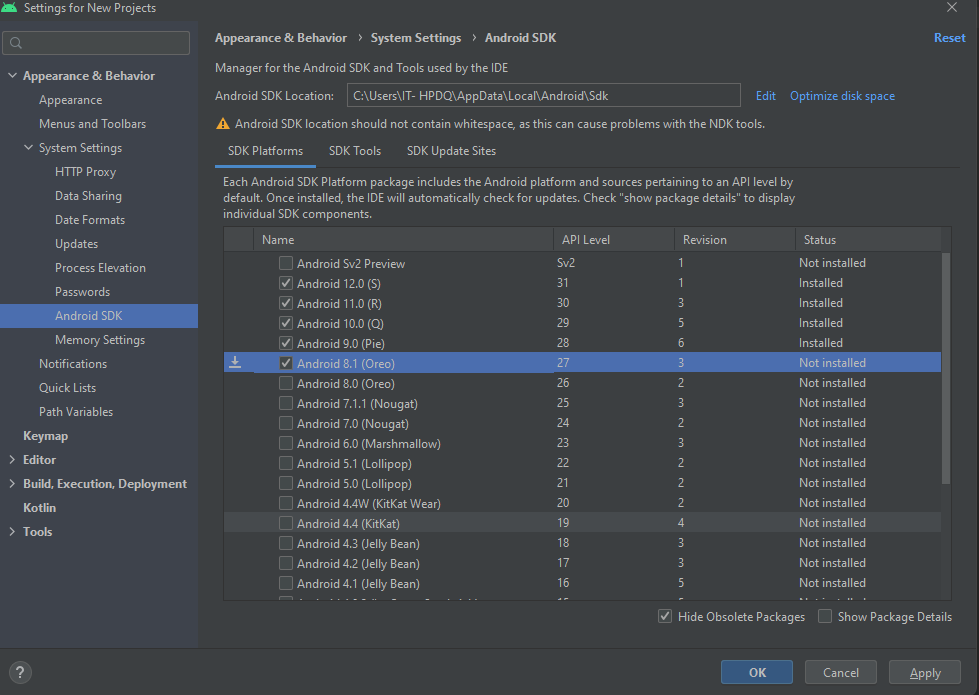 Settings for New Projects
Appearance & Behavior › System Settings › Android SDK
Reset
Appearance & Behavior
Appearance
Menus and Toolbars
System Settings
HTTP Proxy
Data Sharing
Date Formats
Updates
Process Elevation
Passwords
Android SDK
Memory Settings
Notifications
Quick Lists
Path Variables
Keymap
Editor
Build, Execution, Deployment
Kotlin
Tools
Manager for the Android SDK and Tools used by the IDE
Android SDK Location: C:\Users\IT- HPDQ\AppData\Local\Android\Sdk Edit Optimize disk space
Android SDK location should not contain whitespace, as this can cause problems with the NDK tools.
SDK Platforms SDK Tools SDK Update Sites
Each Android SDK Platform package includes the Android platform and sources pertaining to an API level by
default. Once installed, the IDE will automatically check for updates. Check "show package details" to display
individual SDK components.
Name API Level Revision Status
Android Sv2 Preview Sv2 1 Not installed
Android 12.0 (S) 31 1 Installed
Android 11.0 (R) 30 3 Installed
Android 10.0 (Q) 29 5 Installed
Android 9.0 (Pie) 28 6 Installed
Android 8.1 (Oreo) 27 3 Not installed
Android 8.0 (Oreo) 26 2 Not installed
Android 7.1.1 (Nougat) 25 3 Not installed
Android 7.0 (Nougat) 24 2 Not installed
Android 6.0 (Marshmallow) 23 3 Not installed
Android 5.1 (Lollipop) 22 2 Not installed
Android 5.0 (Lollipop) 21 2 Not installed
Android 4.4W (KitKat Wear) 20 2 Not installed
Android 4.4 (KitKat) 19 4 Not installed
Android 4.3 (Jelly Bean) 18 3 Not installed
Android 4.2 (Jelly Bean) 17 3 Not installed
Android 4.1 (Jelly Bean) 16 5 Not installed
Hide Obsolete Packages Show Package Details
? OK Cancel Apply